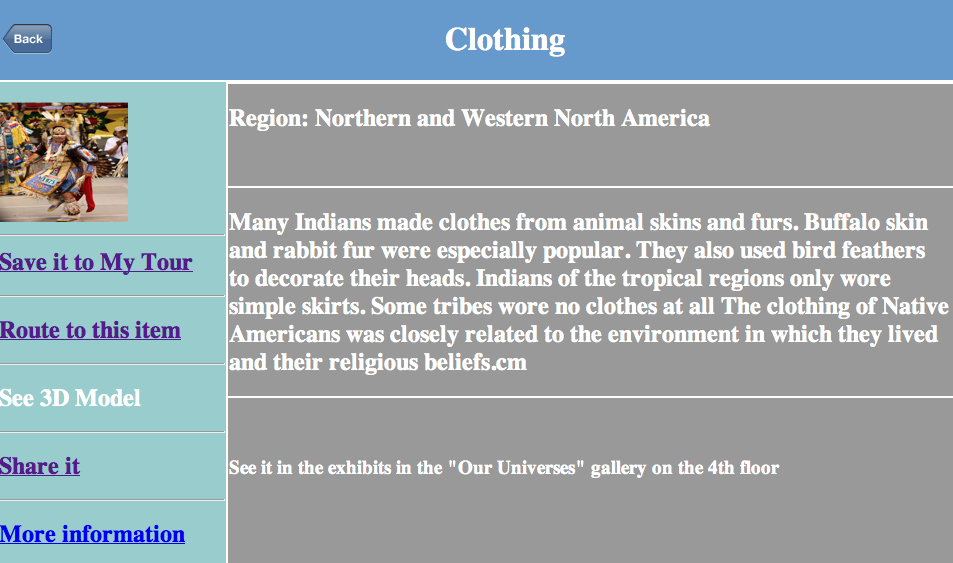 Back
Clothing
Region: Northern and Western North America
Many Indians made clothes from animal skins and furs. Buffalo skin
and rabbit fur were especially popular. They also used bird feathers
to decorate their heads. Indians of the tropical regions only wore
simple skirts. Some tribes wore no clothes at all The clothing of Native
Americans was closely related to the environment in which they lived
and their religious beliefs.cm
See it in the exhibits in the "Our Universes" gallery on the 4th floor
Save it to My Tour
Route to this item
See 3D Model
Share it
More information